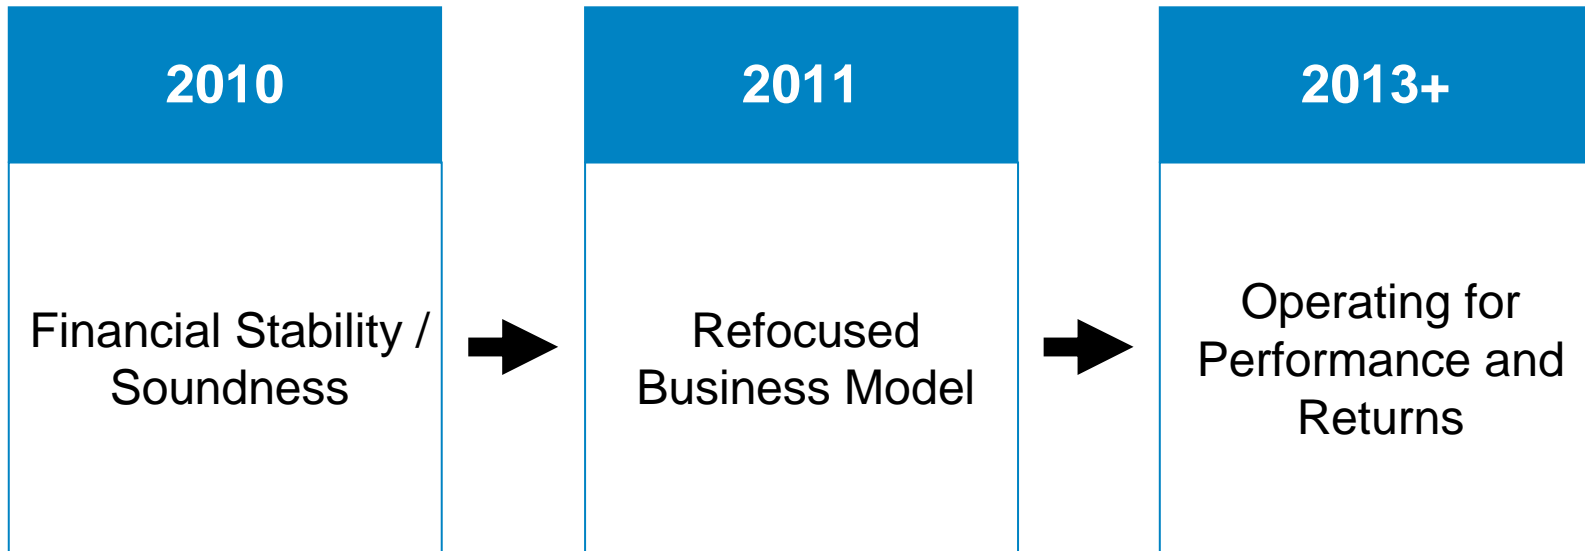 2010
Financial Stability /
Soundness
2011
Refocused
Business Model
2013+
Operating for
Performance and
Returns